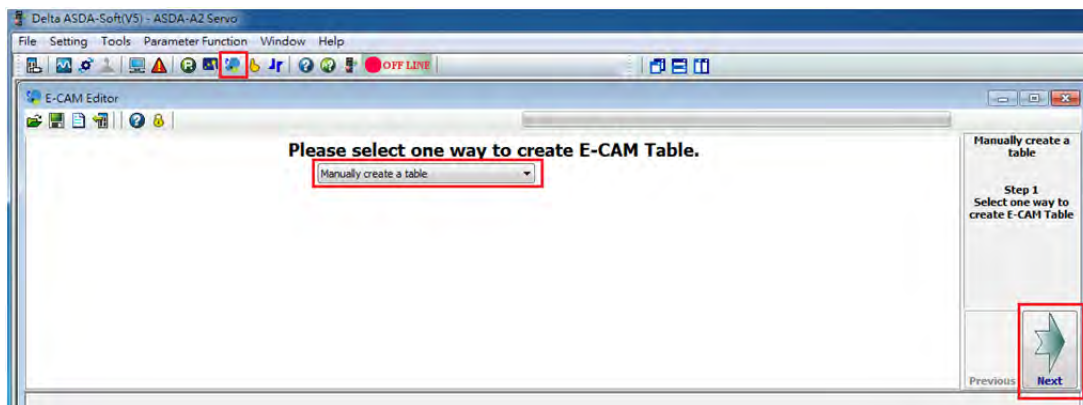 Delta ASDA-Soft(V5) - ASDA-A2 Servo
File Setting Tools Parameter Function Window Help
OFF LINE
E-CAM Editor
Please select one way to create E-CAM Table.
Manually create a table
Manually create a
table
Step 1
Select one way to
create E-CAM Table
Previous Next